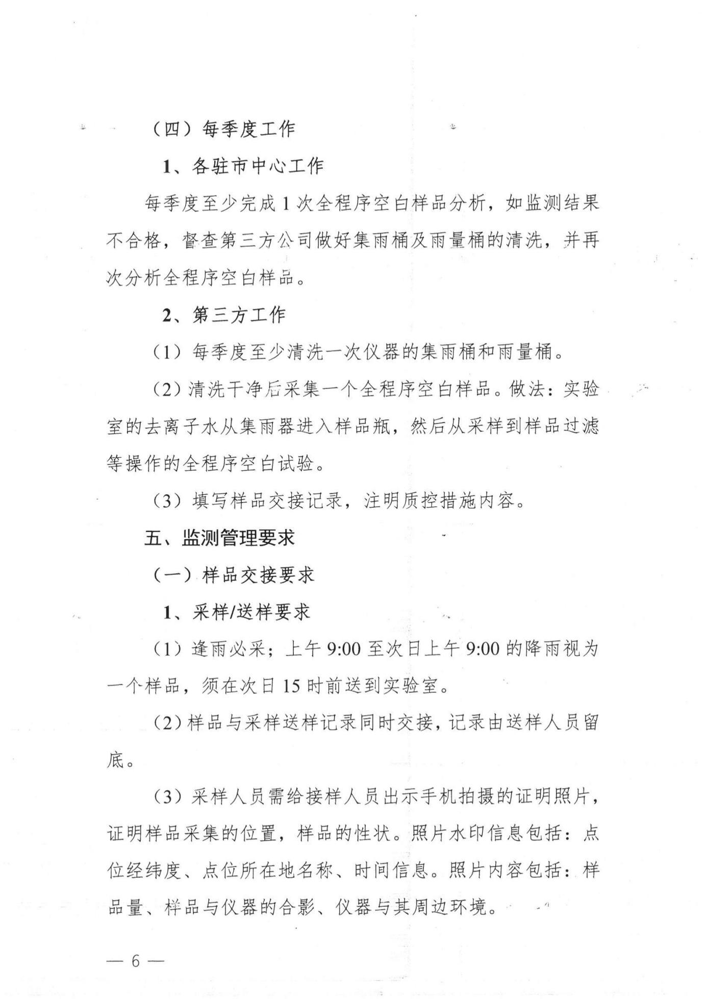 （四）每季度工作
1、各驻市中心工作
每季度至少完成 1 次全程序空白样品分析，如监测结果
不合格，督查第三方公司做好集雨桶及雨量桶的清洗，并再
次分析全程序空白样品。
2、第三方工作
（1）每季度至少清洗一次仪器的集雨桶和雨量桶。
（2）清洗干净后采集一个全程序空白样品。做法：实验
室的去离子水从集雨器进入样品瓶，然后从采样到样品过滤
等操作的全程序空白试验。
（3）填写样品交接记录，注明质控措施内容。
五、监测管理要求
（一）样品交接要求
1、采样/送样要求
（1）逢雨必采；上午 9:00 至次日上午 9:00 的降雨视为
一个样品，须在次日 15 时前送到实验室。
（2）样品与采样送样记录同时交接，记录由送样人员留
底。
（3）采样人员需给接样人员出示手机拍摄的证明照片，
证明样品采集的位置，样品的性状。照片水印信息包括：点
位经纬度、点位所在地名称、时间信息。照片内容包括：样
品量、样品与仪器的合影、仪器与其周边环境。
— 6 —